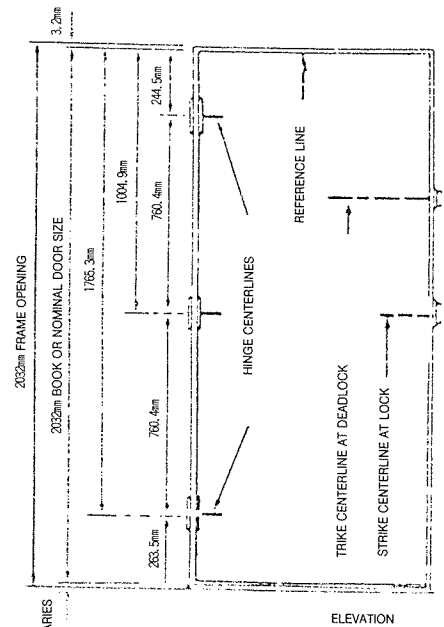 3.2mm
2032mm FRAME OPENING
2032mm BOOK OR NOMINAL DOOR SIZE
1765.3mm
1004.9mm
244.5mm
760.4mm
760.4mm
263.5mm
ARIES
HINGE CENTERLINES
REFERENCE LINE
TRIKE CENTERLINE AT DEADLOCK
STRIKE CENTERLINE AT LOCK
ELEVATION